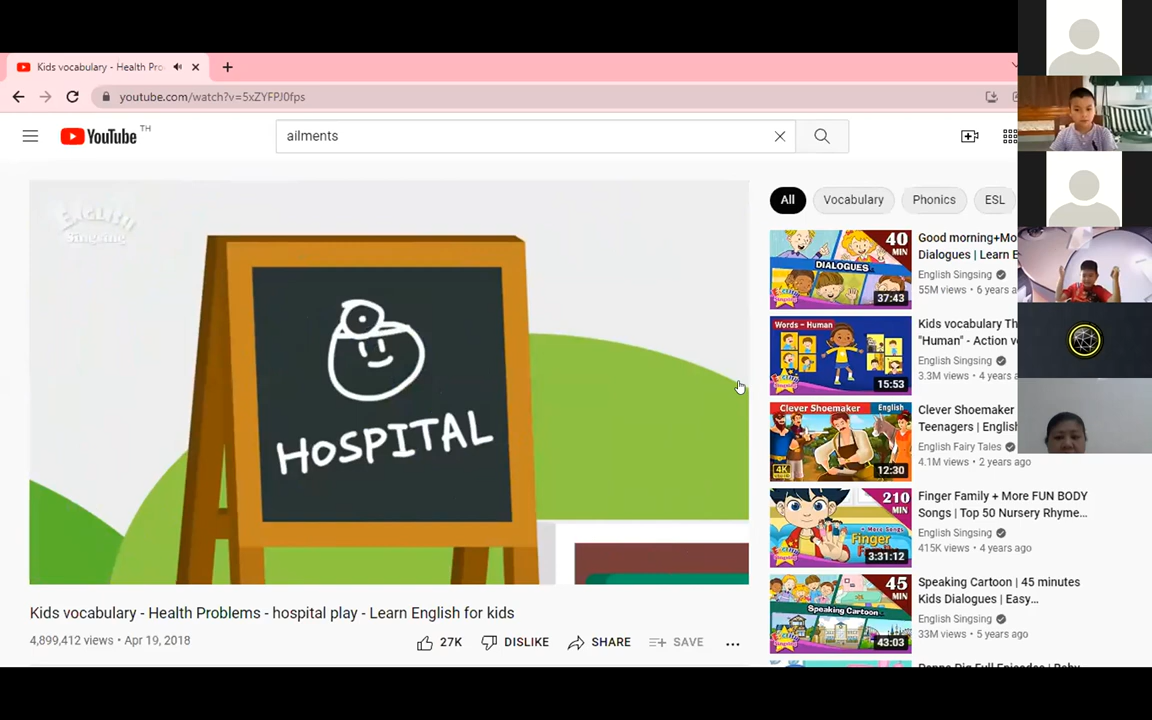 Kids vocabulary - Health Pro
youtube.com/watch?v=5xZYFPJ0fps
YouTube TH
ailments
ENGLISH
Singsing
HOSPITAL
Kids vocabulary - Health Problems - hospital play - Learn English for kids
4,899,412 views • Apr 19, 2018
27K
DISLIKE
SHARE
SAVE
All
Vocabulary
Phonics
ESL
40
MIN
DIALOGUES
37:43
Good morning+Mo
Dialogues | Learn E
English Singsing
55M views • 6 years a
Words - Human
15:53
Kids vocabulary Th
"Human" - Action v
English Singsing
3.3M views • 4 years a
Clever Shoemaker
English
4K
12:30
Clever Shoemaker
Teenagers | English
English Fairy Tales
4.1M views • 2 years ago
210
MIN
+ More Songs
Finger
3:31:12
Finger Family + More FUN BODY
Songs | Top 50 Nursery Rhyme...
English Singsing
415K views • 4 years ago
45
MIN
Speaking Cartoon
43:03
Speaking Cartoon | 45 minutes
Kids Dialogues | Easy...
English Singsing
33M views • 5 years ago